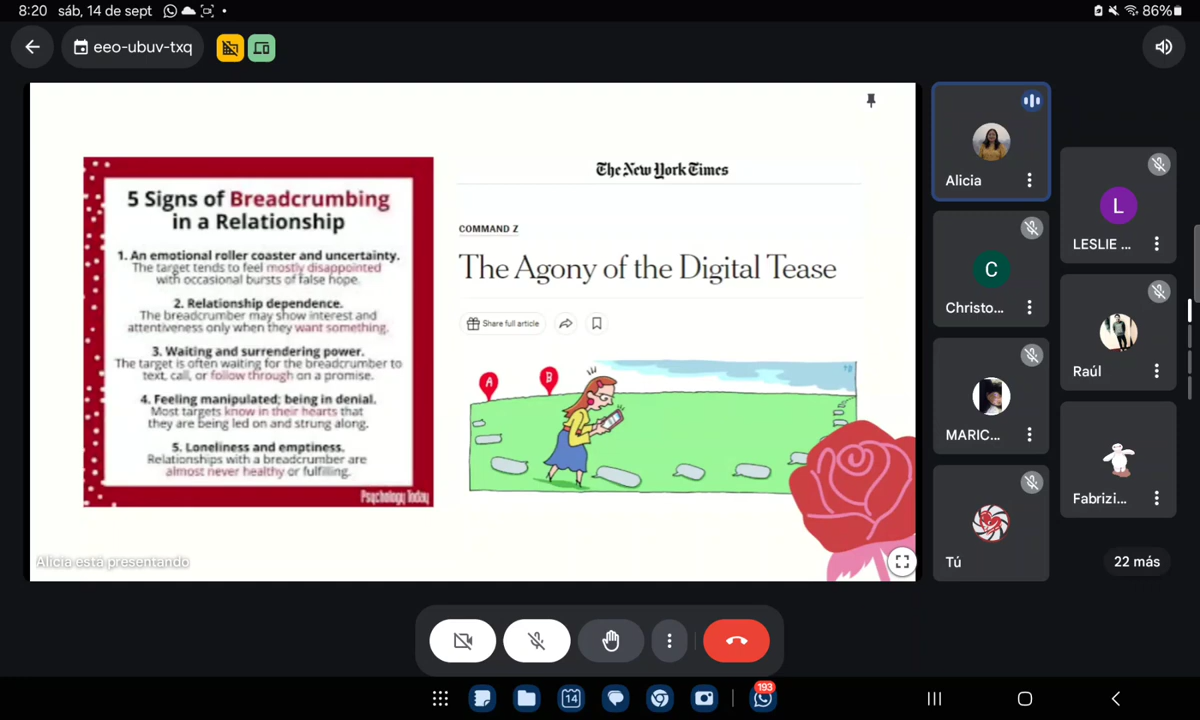 8:20 sáb, 14 de sept
86%
eeo-ubuv-txq
5 Signs of Breadcrumbing
in a Relationship
1. An emotional roller coaster and uncertainty.
The target tends to feel mostly disappointed
with occasional bursts of false hope.
2. Relationship dependence.
The breadcrumber may show interest and
attentiveness only when they want something.
3. Waiting and surrendering power.
The target is often waiting for the breadcrumber to
text, call, or follow through on a promise.
4. Feeling manipulated; being in denial.
Most targets know in their hearts that
they are being led on and strung along.
5. Loneliness and emptiness.
Relationships with a breadcrumber are
almost never healthy or fulfilling.
Psychology Today
The New York Times
COMMAND Z
The Agony of the Digital Tease
Share full article
A
B
Alicia está presentando
Alicia
L
LESLIE ...
C
Christo...
Raúl
MARIC...
Fabrizi...
Tú
22 más
14
193